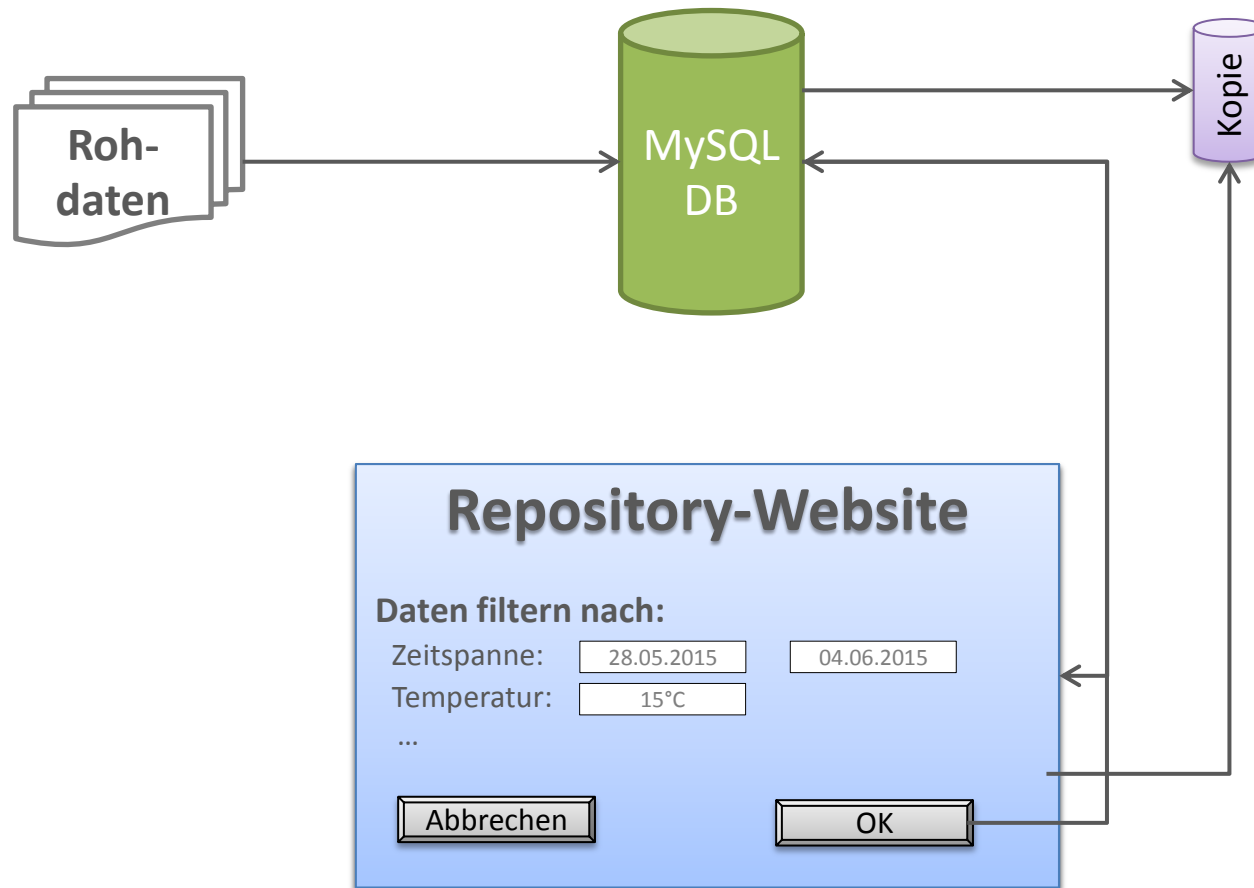 Roh-
daten
MySQL
DB
Kopie
Repository-Website
Daten filtern nach:
Zeitspanne: 28.05.2015 04.06.2015
Temperatur: 15°C
...
Abbrechen OK